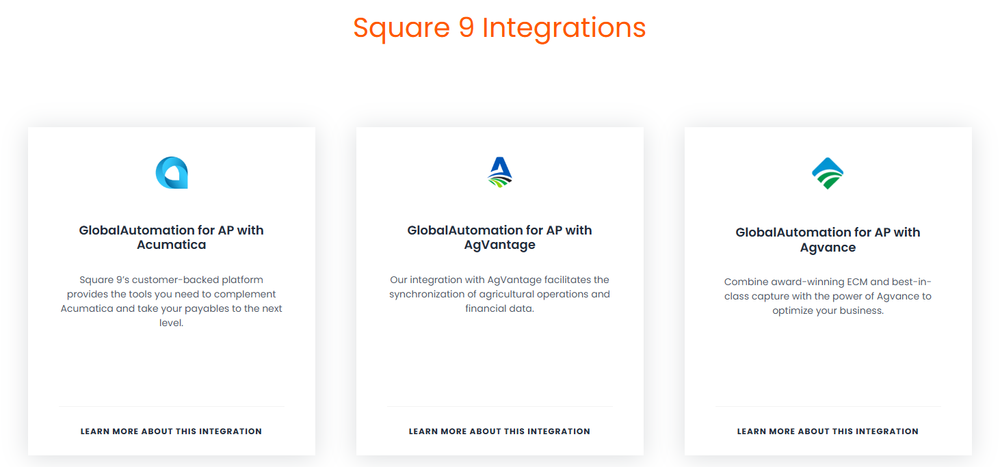 Square 9 Integrations
GlobalAutomation for AP with
Acumatica
Square 9’s customer-backed platform
provides the tools you need to complement
Acumatica and take your payables to the next
level.
LEARN MORE ABOUT THIS INTEGRATION
GlobalAutomation for AP with
AgVantage
Our integration with AgVantage facilitates the
synchronization of agricultural operations and
financial data.
LEARN MORE ABOUT THIS INTEGRATION
GlobalAutomation for AP with
Agvance
Combine award-winning ECM and best-in-
class capture with the power of Agvance to
optimize your business.
LEARN MORE ABOUT THIS INTEGRATION